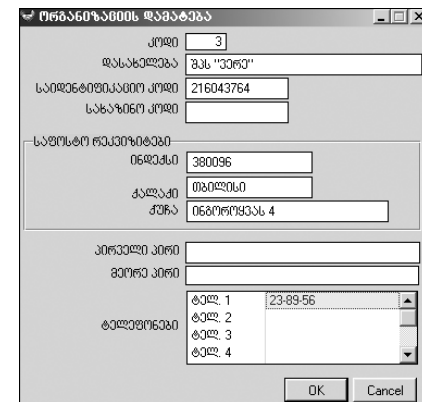 ორგანიზაციის დამატება
კოდი 3
დასახელება შპს "ვერე"
საიდენტიფიკაციო კოდი 216043764
სახაზინო კოდი
საფოსტო რეკვიზიტები
ინდექსი 380096
ქალაქი თბილისი
ქუჩა ინგოროყვას 4
პირველი პირი
მეორე პირი
ტელეფონები
ტელ. 1 23-89-56
ტელ. 2
ტელ. 3
ტელ. 4
OK Cancel